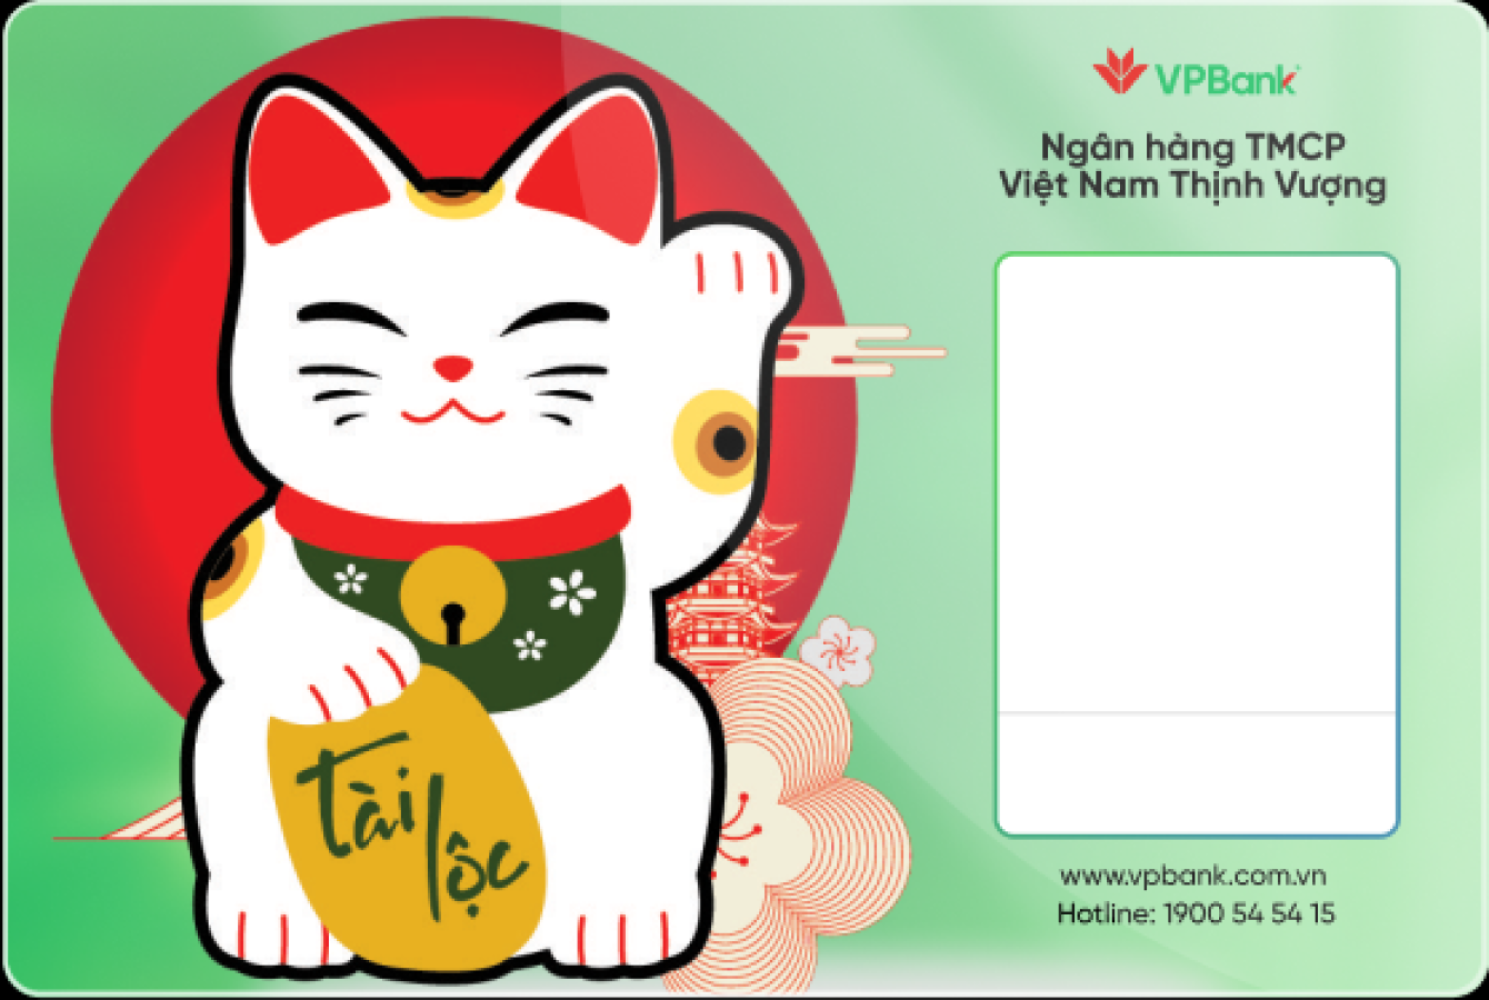 VPBank
Ngân hàng TMCP
Việt Nam Thịnh Vượng
tài
lộc
www.vpbank.com.vn
Hotline: 1900 54 54 15